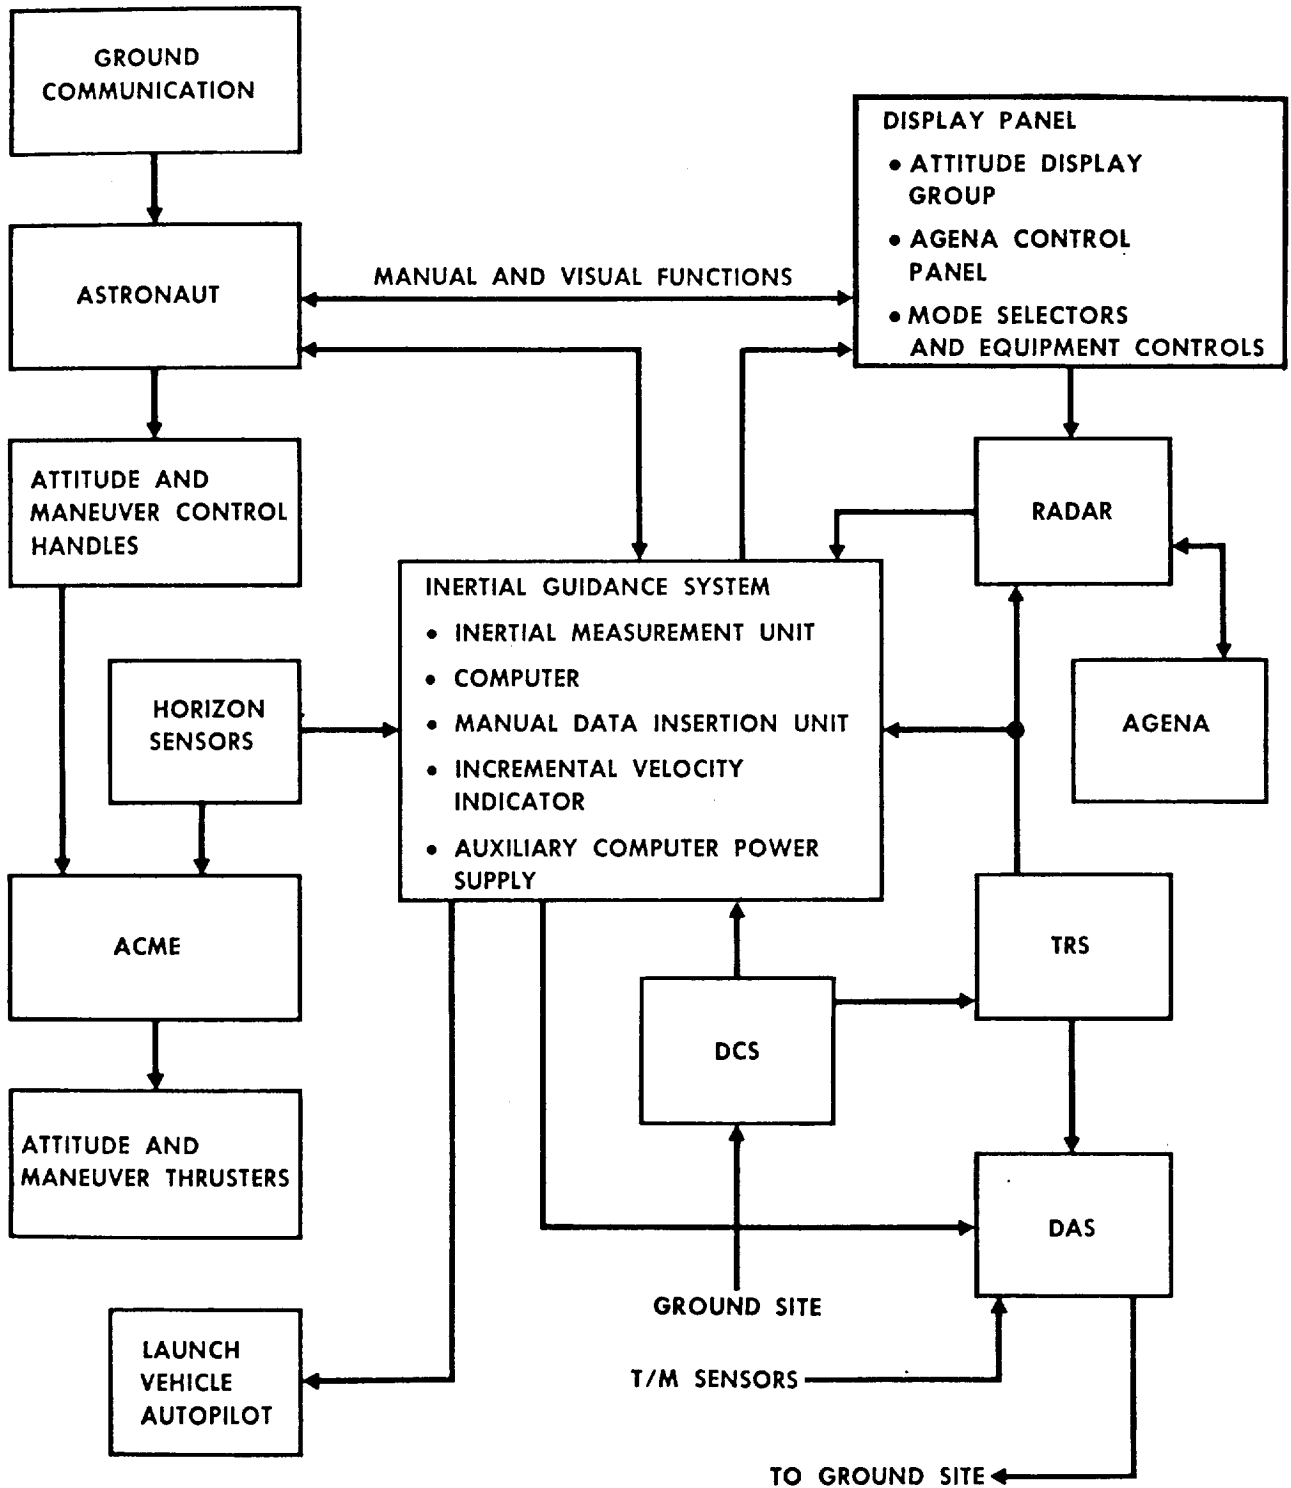 GROUND
COMMUNICATION
DISPLAY PANEL
• ATTITUDE DISPLAY
GROUP
• AGENA CONTROL
PANEL
• MODE SELECTORS
AND EQUIPMENT CONTROLS
ASTRONAUT
MANUAL AND VISUAL FUNCTIONS
ATTITUDE AND
MANEUVER CONTROL
HANDLES
RADAR
INERTIAL GUIDANCE SYSTEM
• INERTIAL MEASUREMENT UNIT
• COMPUTER
• MANUAL DATA INSERTION UNIT
• INCREMENTAL VELOCITY
INDICATOR
• AUXILIARY COMPUTER POWER
SUPPLY
HORIZON
SENSORS
AGENA
ACME
TRS
DCS
ATTITUDE AND
MANEUVER THRUSTERS
DAS
GROUND SITE
LAUNCH
VEHICLE
AUTOPILOT
T/M SENSORS
TO GROUND SITE